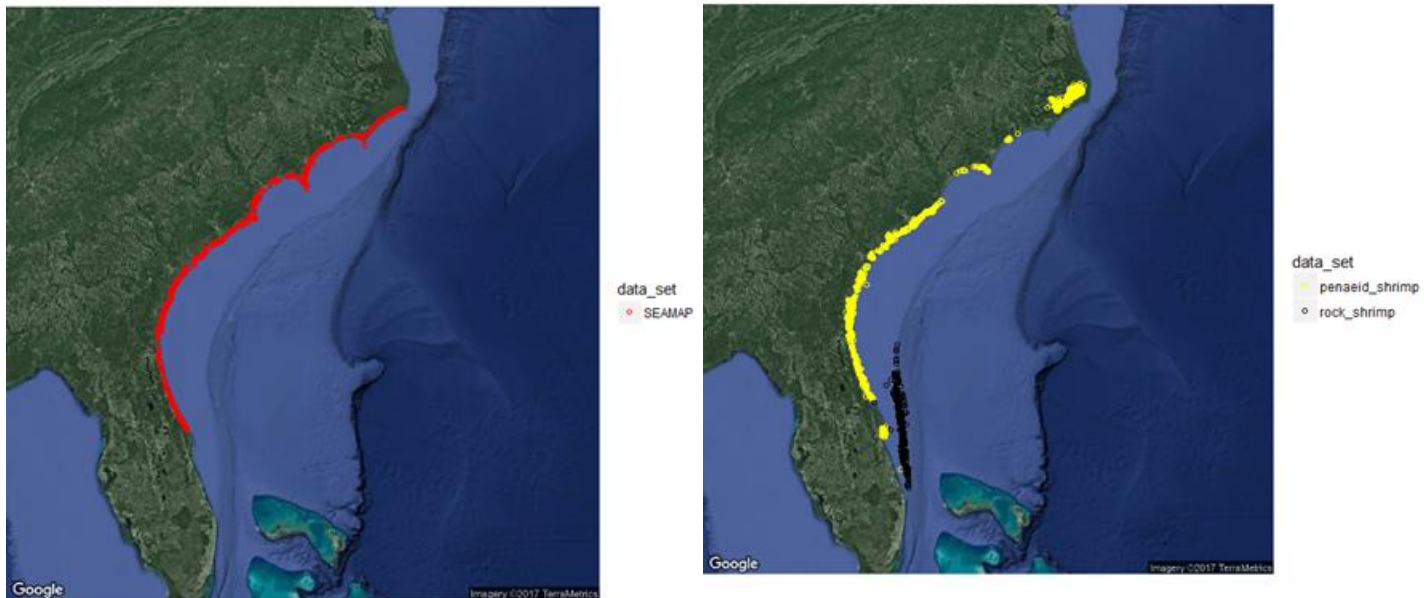 data_set
SEAMAP
Google
Imagery ©2017 TerraMetrics
data_set
penaeid_shrimp
rock_shrimp
Google
Imagery ©2017 TerraMetrics